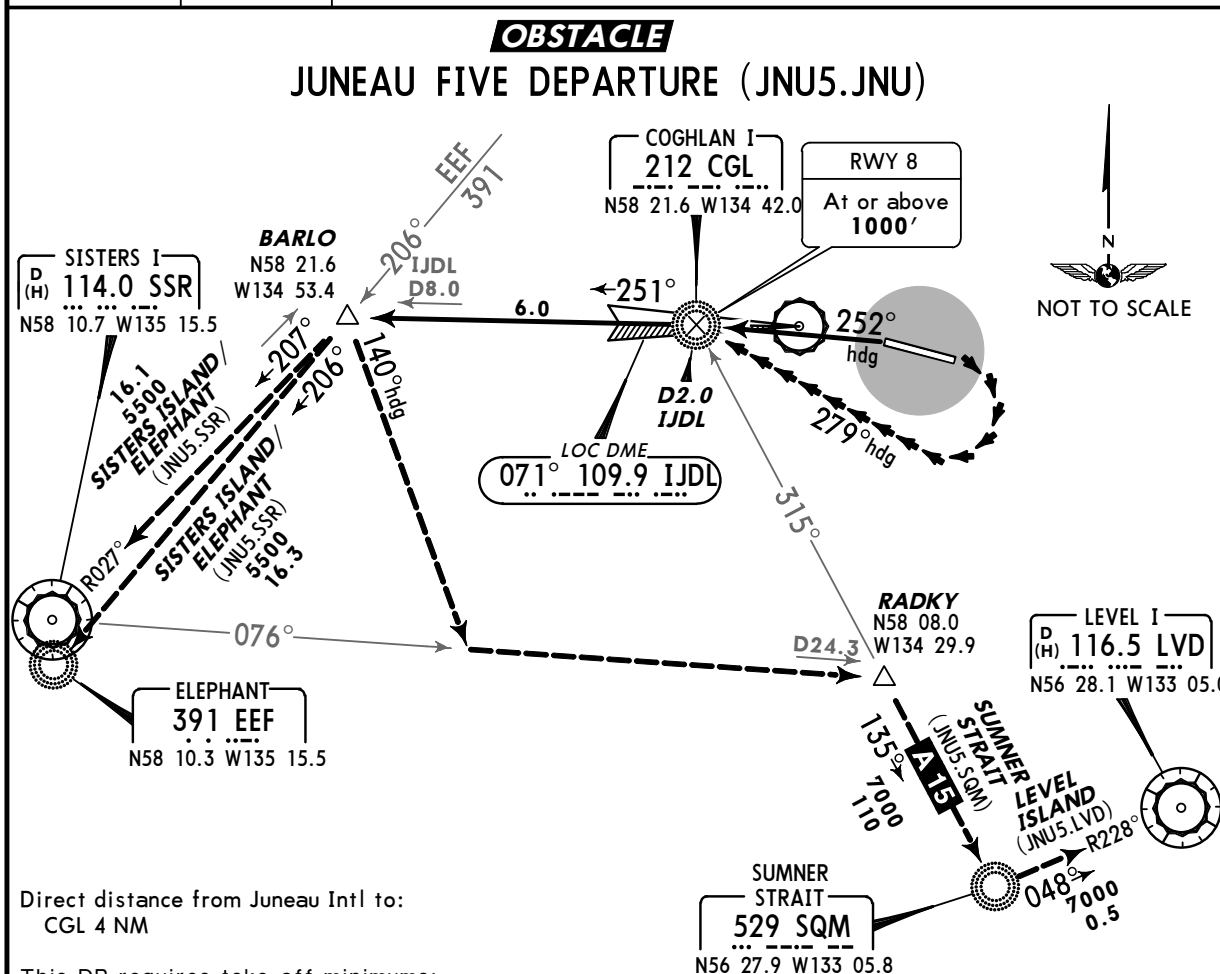 OBSTACLE
JUNEAU FIVE DEPARTURE (JNU5.JNU)
EEF
391
206°
COGHLAN I
212 CGL
N58 21.6 W134 42.0
RWY 8
At or above
1000'
N
NOT TO SCALE
SISTERS I
D
(H)
114.0 SSR
N58 10.7 W135 15.5
BARLO
N58 21.6
W134 53.4
IJDL
D8.0
251°
6.0
252°
hdg
D2.0
IJDL
279°hdg
LOC DME
071° 109.9 IJDL
207°
206°
140°hdg
16.1
5500
SISTERS ISLAND/
ELEPHANT
(JNU5.SSR)
SISTERS ISLAND/
ELEPHANT
(JNU5.SSR)
5500
16.3
R027°
315°
076°
D24.3
RADKY
N58 08.0
W134 29.9
LEVEL I
D
(H)
116.5 LVD
N56 28.1 W133 05.0
ELEPHANT
391 EEF
N58 10.3 W135 15.5
135°
7000
110
A 15
SUMNER
STRAIT
(JNU5.SQM)
LEVEL
ISLAND
(JNU5.LVD)
R228°
048°
7000
0.5
SUMNER
STRAIT
529 SQM
N56 27.9 W133 05.8
Direct distance from Juneau Intl to:
CGL 4 NM